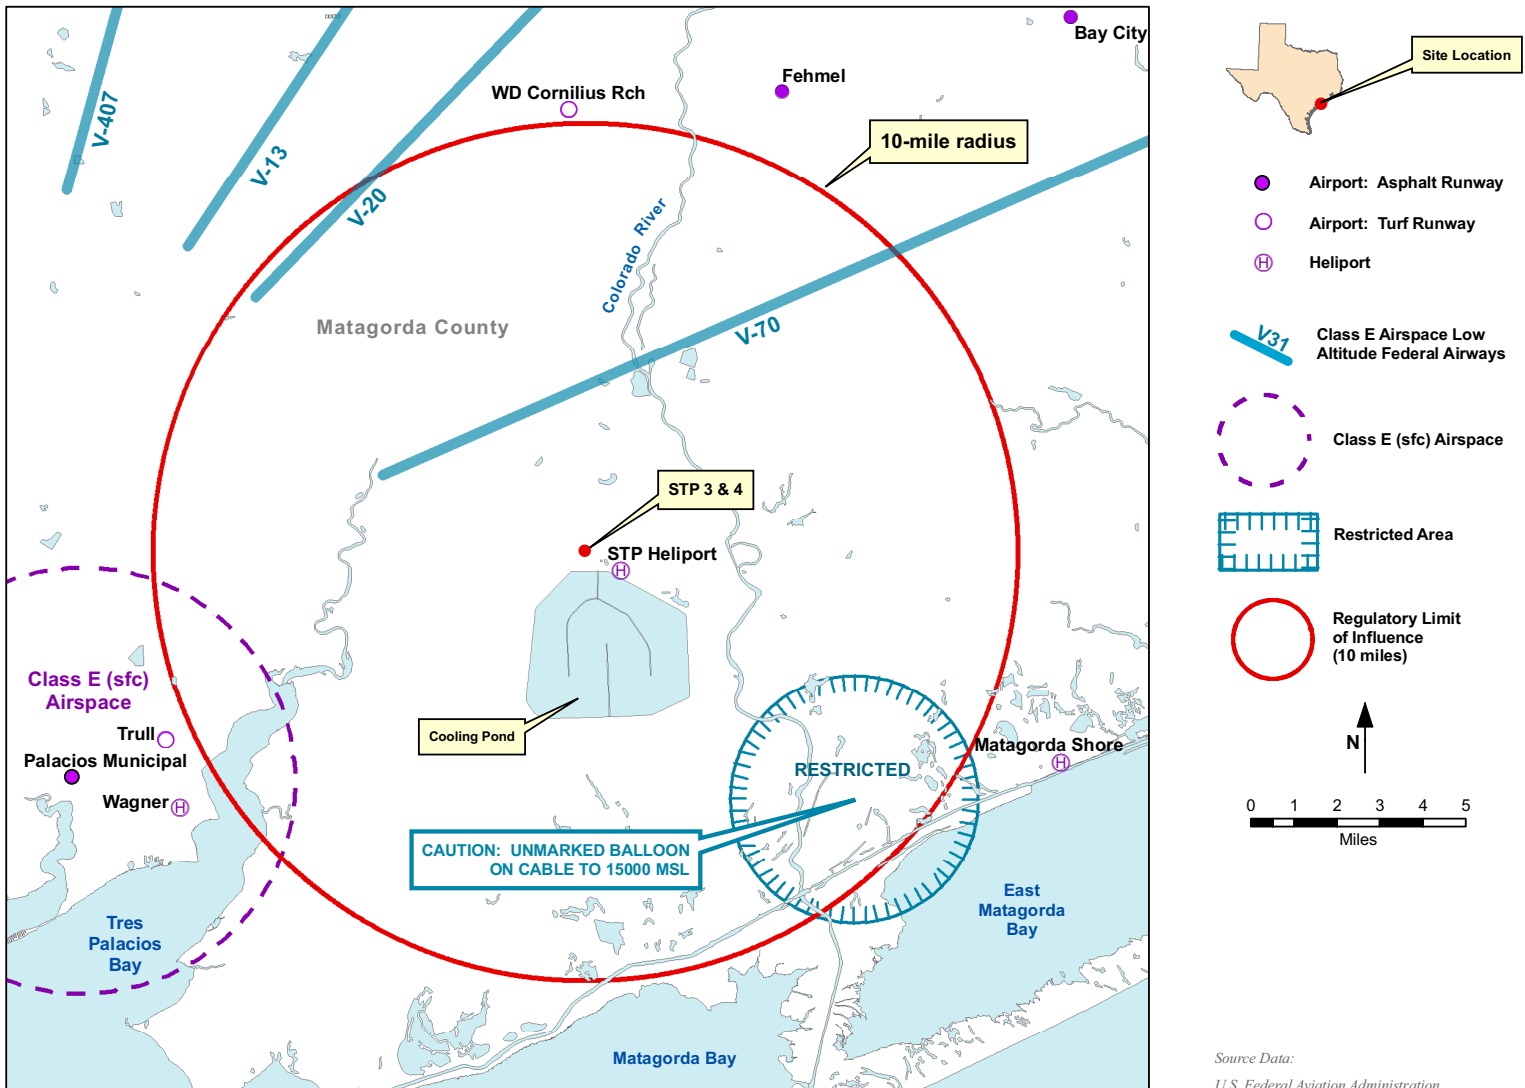 Bay City
Fehmel
WD Cornilius Rch
10-mile radius
V-407
V-13
V-20
Colorado River
Matagorda County
V-70
STP 3 & 4
STP Heliport
Class E (sfc)
Airspace
Trull
Palacios Municipal
Wagner
Cooling Pond
Matagorda Shore
RESTRICTED
CAUTION: UNMARKED BALLOON
ON CABLE TO 15000 MSL
Tres
Palacios
Bay
East
Matagorda
Bay
Matagorda Bay
Site Location
Airport: Asphalt Runway
Airport: Turf Runway
H Heliport
V31
Class E Airspace Low
Altitude Federal Airways
Class E (sfc) Airspace
Restricted Area
Regulatory Limit
of Influence
(10 miles)
N
0 1 2 3 4 5
Miles
Source Data:
U.S. Federal Aviation Administration
H
H
H